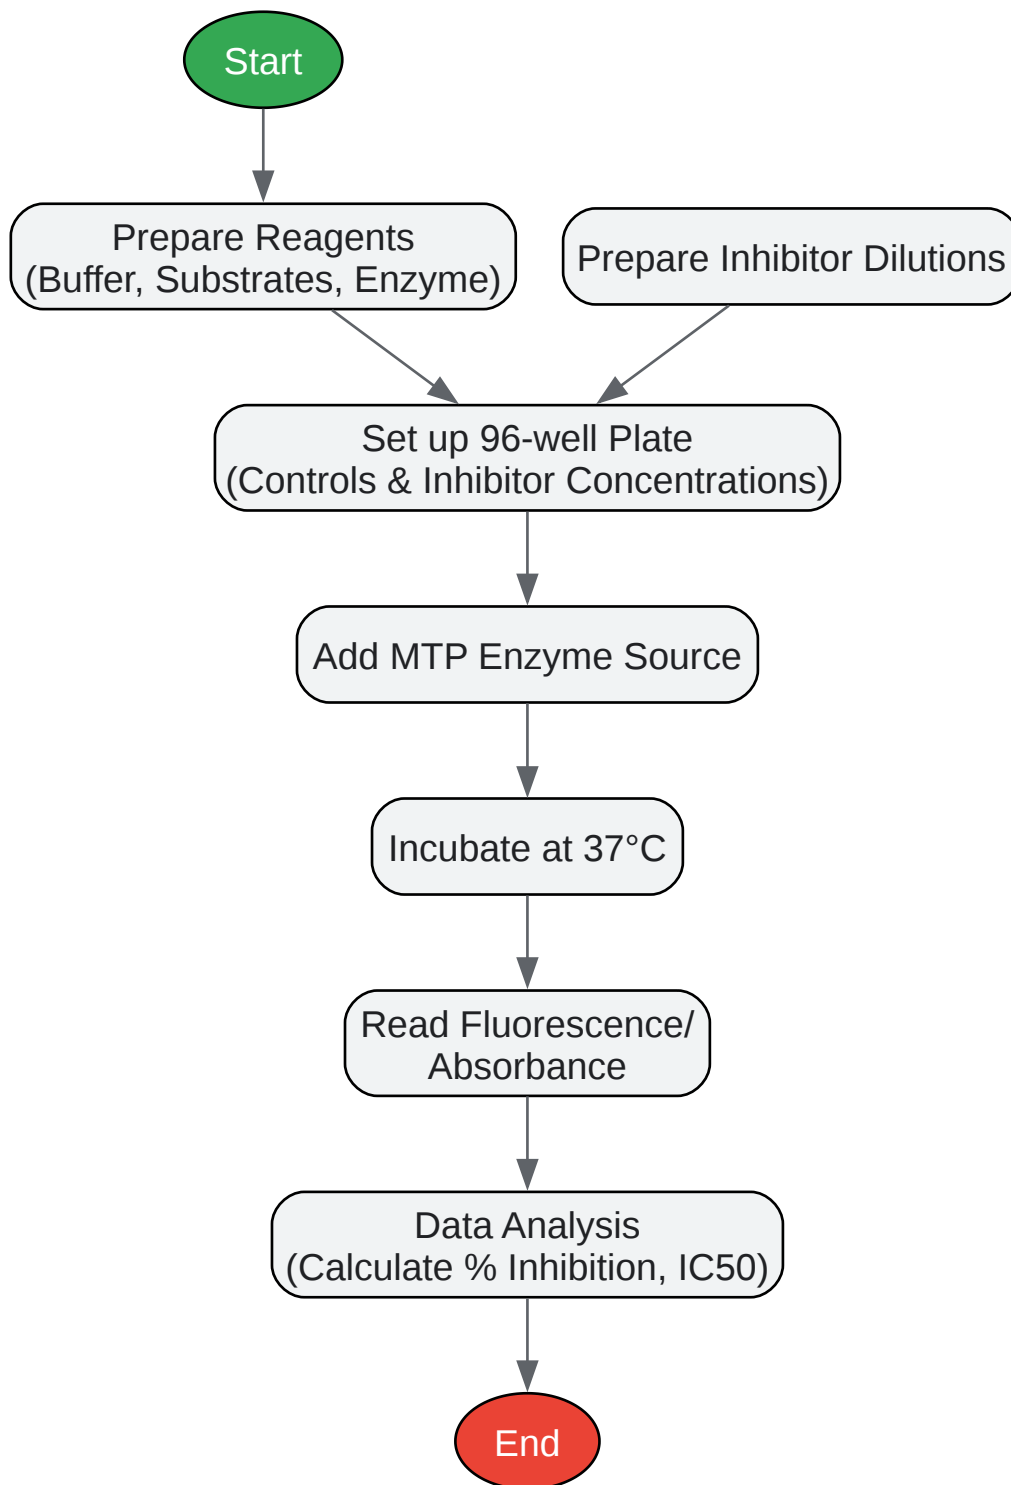 Start
Prepare Reagents
(Buffer, Substrates, Enzyme)
Prepare Inhibitor Dilutions
Set up 96-well Plate
(Controls & Inhibitor Concentrations)
Add MTP Enzyme Source
Incubate at 37°C
Read Fluorescence/
Absorbance
Data Analysis
(Calculate % Inhibition, IC50)
End